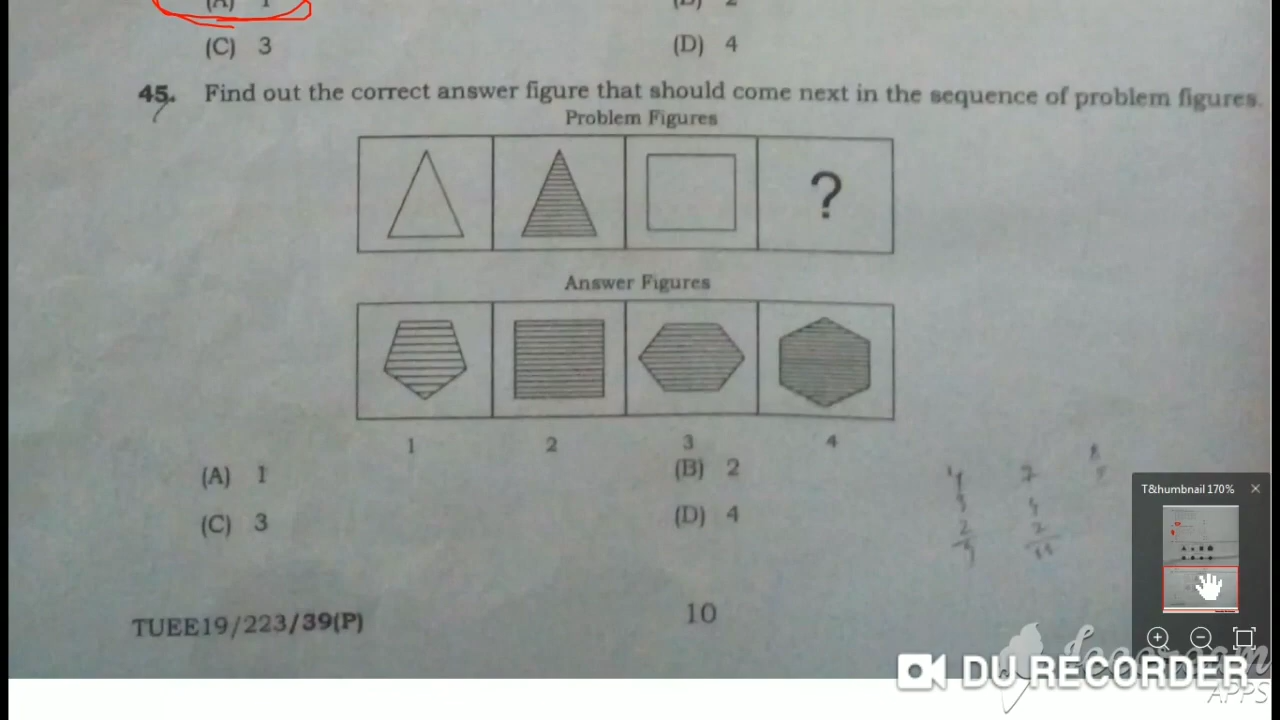 (C) 3
(D) 4
45. Find out the correct answer figure that should come next in the sequence of problem figures.
Problem Figures
?
Answer Figures
1 2 3 4
(A) 1
(B) 2
(C) 3
(D) 4
TUEE19/223/39(P)
10
T&humbnail 170%
DU RECORDER
APPS